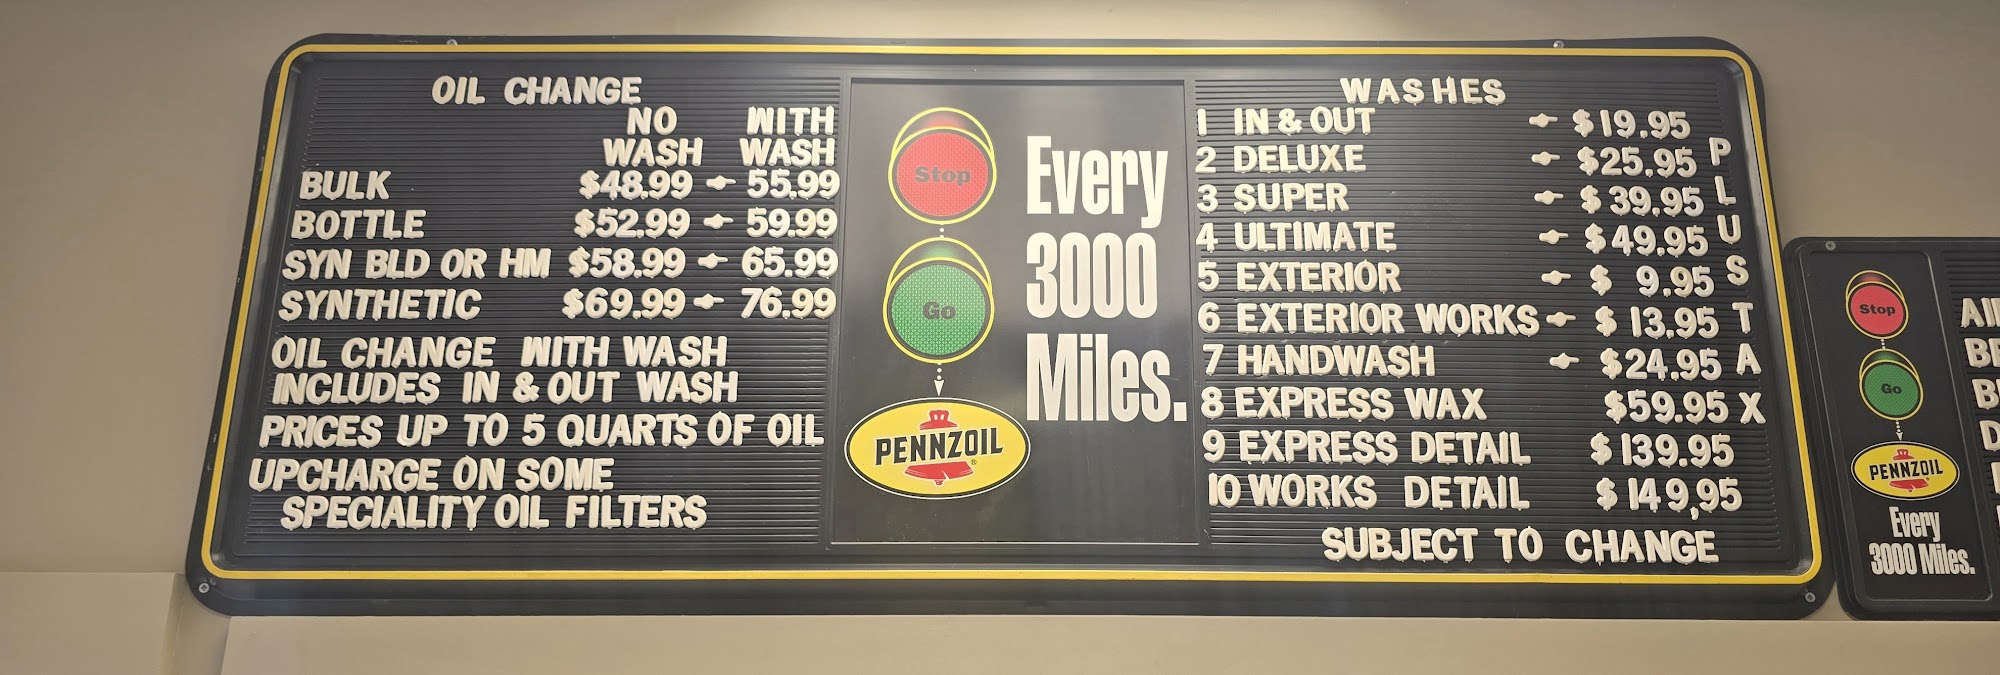 OIL CHANGE
NO WITH
WASH WASH
BULK $48.99 55.99
BOTTLE $52.99 59.99
SYN BLD OR HM $58.99 65.99
SYNTHETIC $69.99 76.99
OIL CHANGE WITH WASH
INCLUDES IN & OUT WASH
PRICES UP TO 5 QUARTS OF OIL
UPCHARGE ON SOME
SPECIALITY OIL FILTERS
Stop
Go
PENNZOIL
Every
3000
Miles.
WASHES
1 IN & OUT $19.95
2 DELUXE $25.95
3 SUPER $39.95
4 ULTIMATE $49.95
5 EXTERIOR $ 9.95
6 EXTERIOR WORKS $13.95
7 HANDWASH $24.95
8 EXPRESS WAX $59.95
9 EXPRESS DETAIL $139.95
10 WORKS DETAIL $149,95
PLUS TAX
SUBJECT TO CHANGE
Stop
Go
PENNZOIL
Every
3000 Miles.